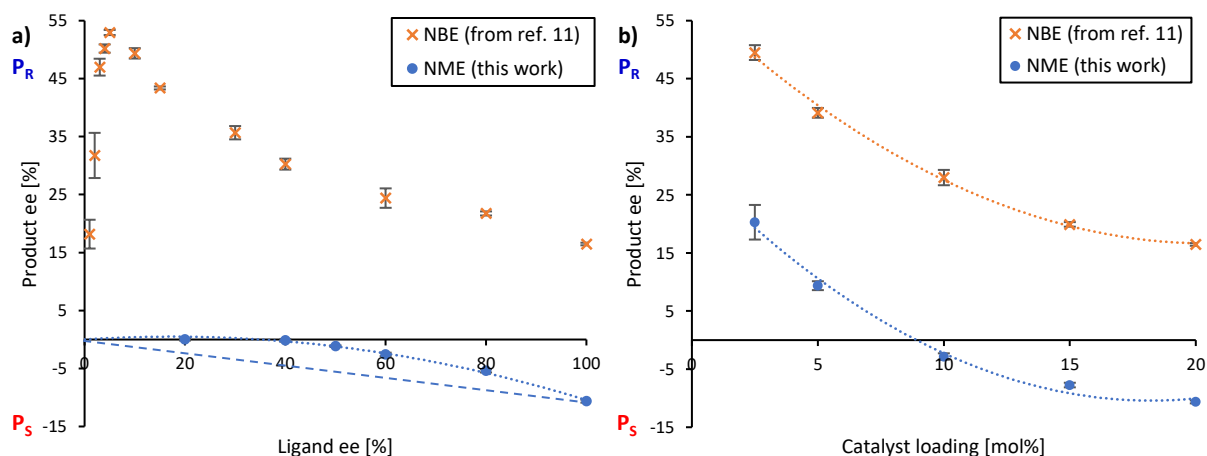 a)
P_R
P_S
Product ee [%]
55
45
35
25
15
5
-5
-15
0
20
40
60
80
100
Ligand ee [%]
NBE (from ref. 11)
NME (this work)
b)
P_R
P_S
Product ee [%]
55
45
35
25
15
5
-5
-15
0
5
10
15
20
Catalyst loading [mol%]
NBE (from ref. 11)
NME (this work)